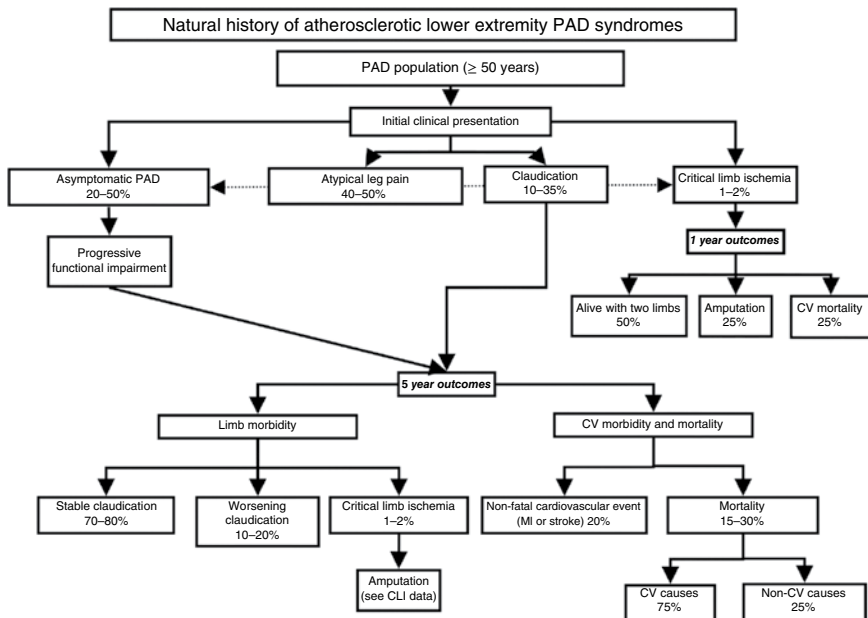 Natural history of atherosclerotic lower extremity PAD syndromes
PAD population (≥ 50 years)
Initial clinical presentation
Asymptomatic PAD
20–50%
Atypical leg pain
40–50%
Claudication
10–35%
Critical limb ischemia
1–2%
Progressive
functional impairment
1 year outcomes
Alive with two limbs
50%
Amputation
25%
CV mortality
25%
5 year outcomes
Limb morbidity
CV morbidity and mortality
Stable claudication
70–80%
Worsening
claudication
10–20%
Critical limb ischemia
1–2%
Non-fatal cardiovascular event
(MI or stroke) 20%
Mortality
15–30%
Amputation
(see CLI data)
CV causes
75%
Non-CV causes
25%